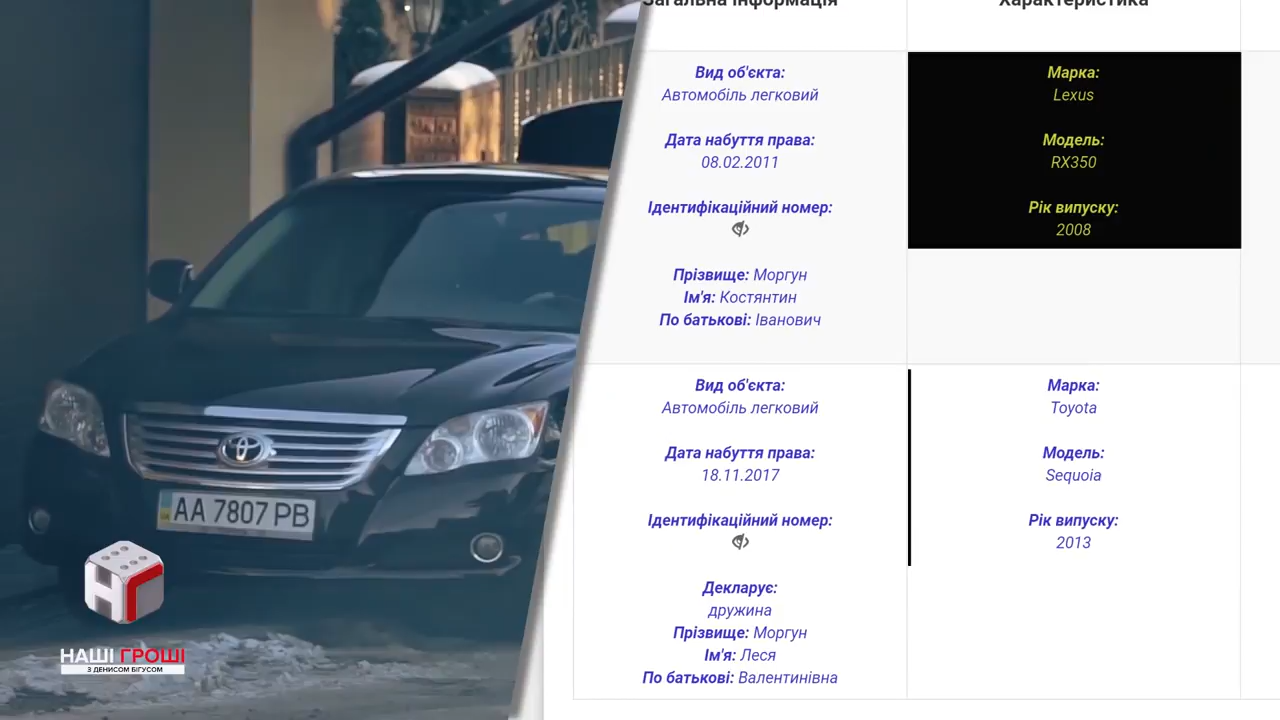 Загальна інформація
Характеристика
Вид об'єкта:
Автомобіль легковий
Дата набуття права:
08.02.2011
Ідентифікаційний номер:
Прізвище: Моргун
Ім'я: Костянтин
По батькові: Іванович
Марка:
Lexus
Модель:
RX350
Рік випуску:
2008
Вид об'єкта:
Автомобіль легковий
Дата набуття права:
18.11.2017
Ідентифікаційний номер:
Декларує:
дружина
Прізвище: Моргун
Ім'я: Леся
По батькові: Валентинівна
Марка:
Toyota
Модель:
Sequoia
Рік випуску:
2013
AA 7807 PB
НАШІ ГРОШІ
З ДЕНИСОМ БІГУСОМ